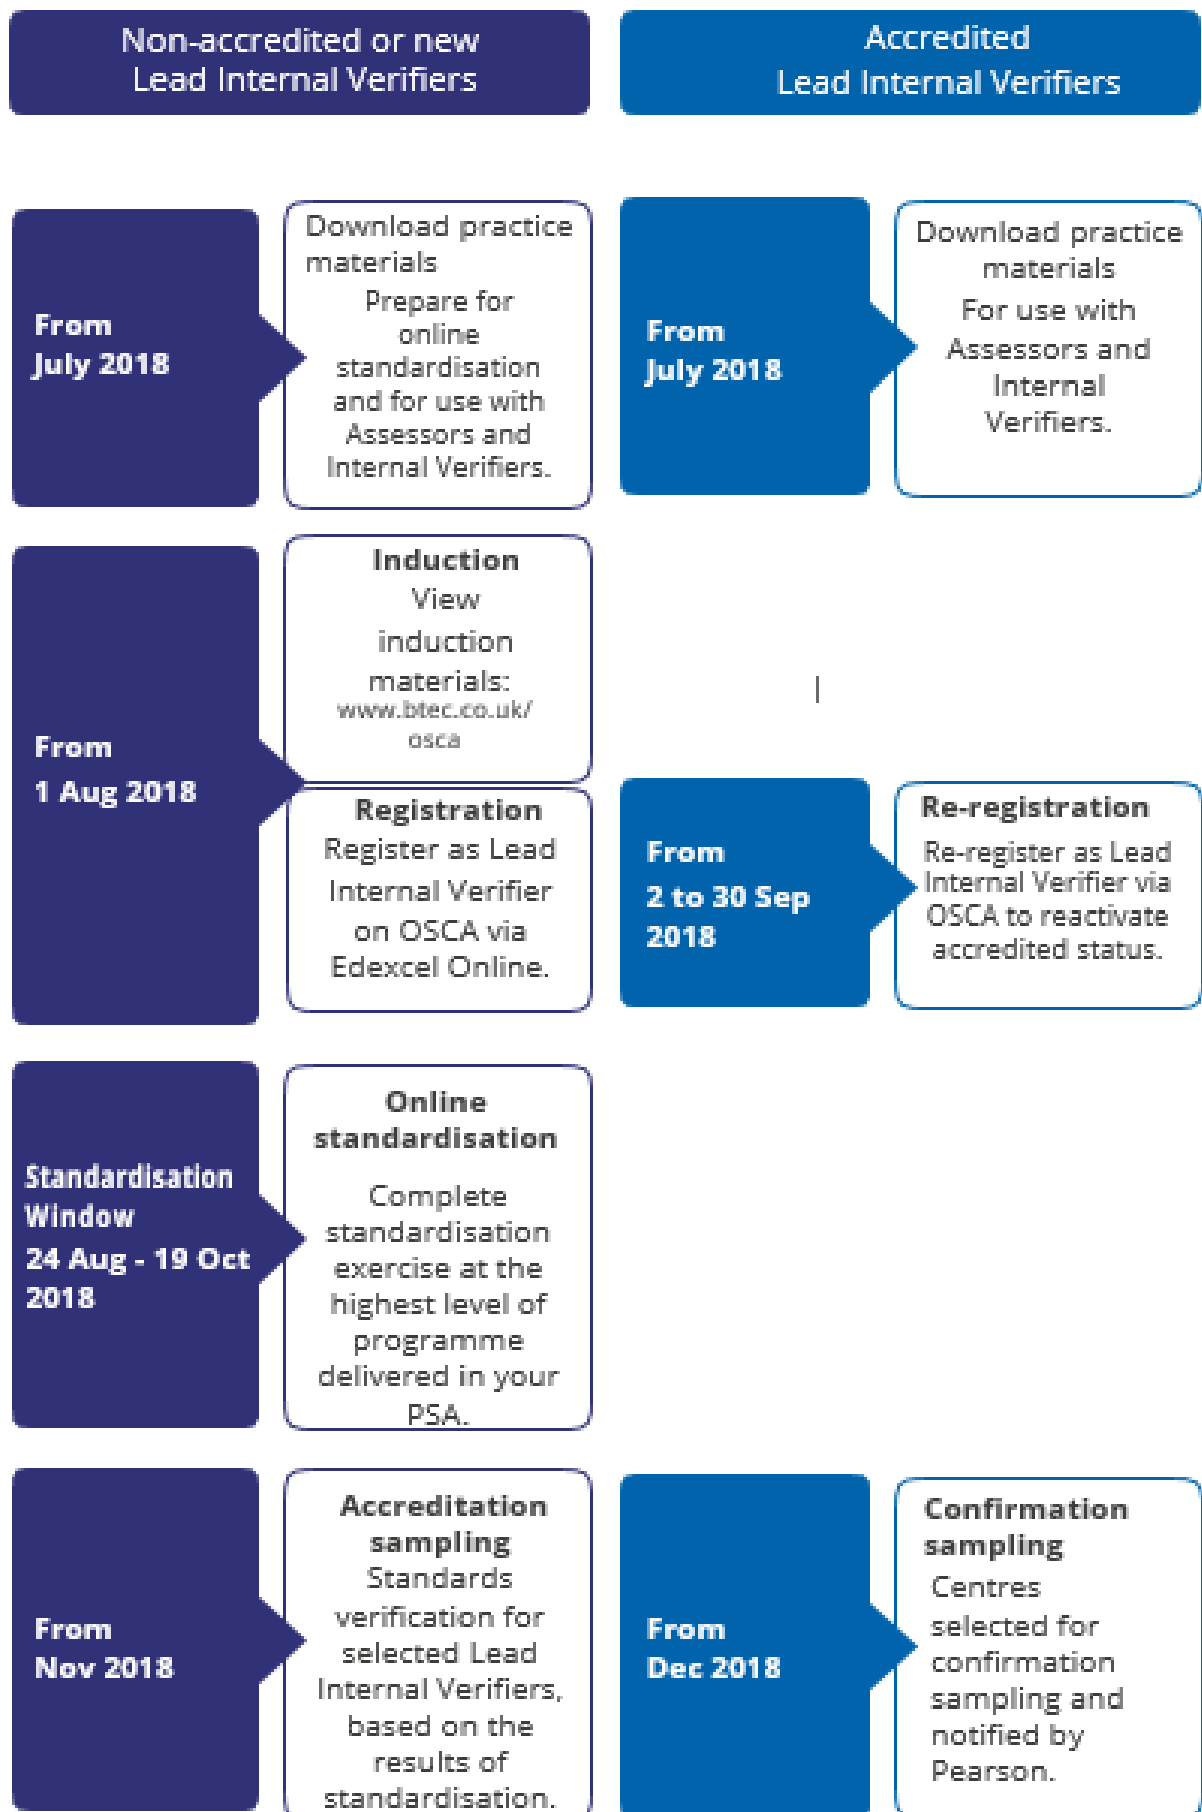 Non-accredited or new
Lead Internal Verifiers
Accredited
Lead Internal Verifiers
From
July 2018
Download practice
materials
Prepare for
online
standardisation
and for use with
Assessors and
Internal Verifiers.
From
July 2018
Download practice
materials
For use with
Assessors and
Internal
Verifiers.
From
1 Aug 2018
Induction
View
induction
materials:
www.btec.co.uk/
osca
Registration
Register as Lead
Internal Verifier
on OSCA via
Edexcel Online.
|
From
2 to 30 Sep
2018
Re-registration
Re-register as Lead
Internal Verifier via
OSCA to reactivate
accredited status.
Standardisation
Window
24 Aug - 19 Oct
2018
Online
standardisation
Complete
standardisation
exercise at the
highest level of
programme
delivered in your
PSA.
From
Nov 2018
Accreditation
sampling
Standards
verification for
selected Lead
Internal Verifiers,
based on the
results of
standardisation.
From
Dec 2018
Confirmation
sampling
Centres
selected for
confirmation
sampling and
notified by
Pearson.